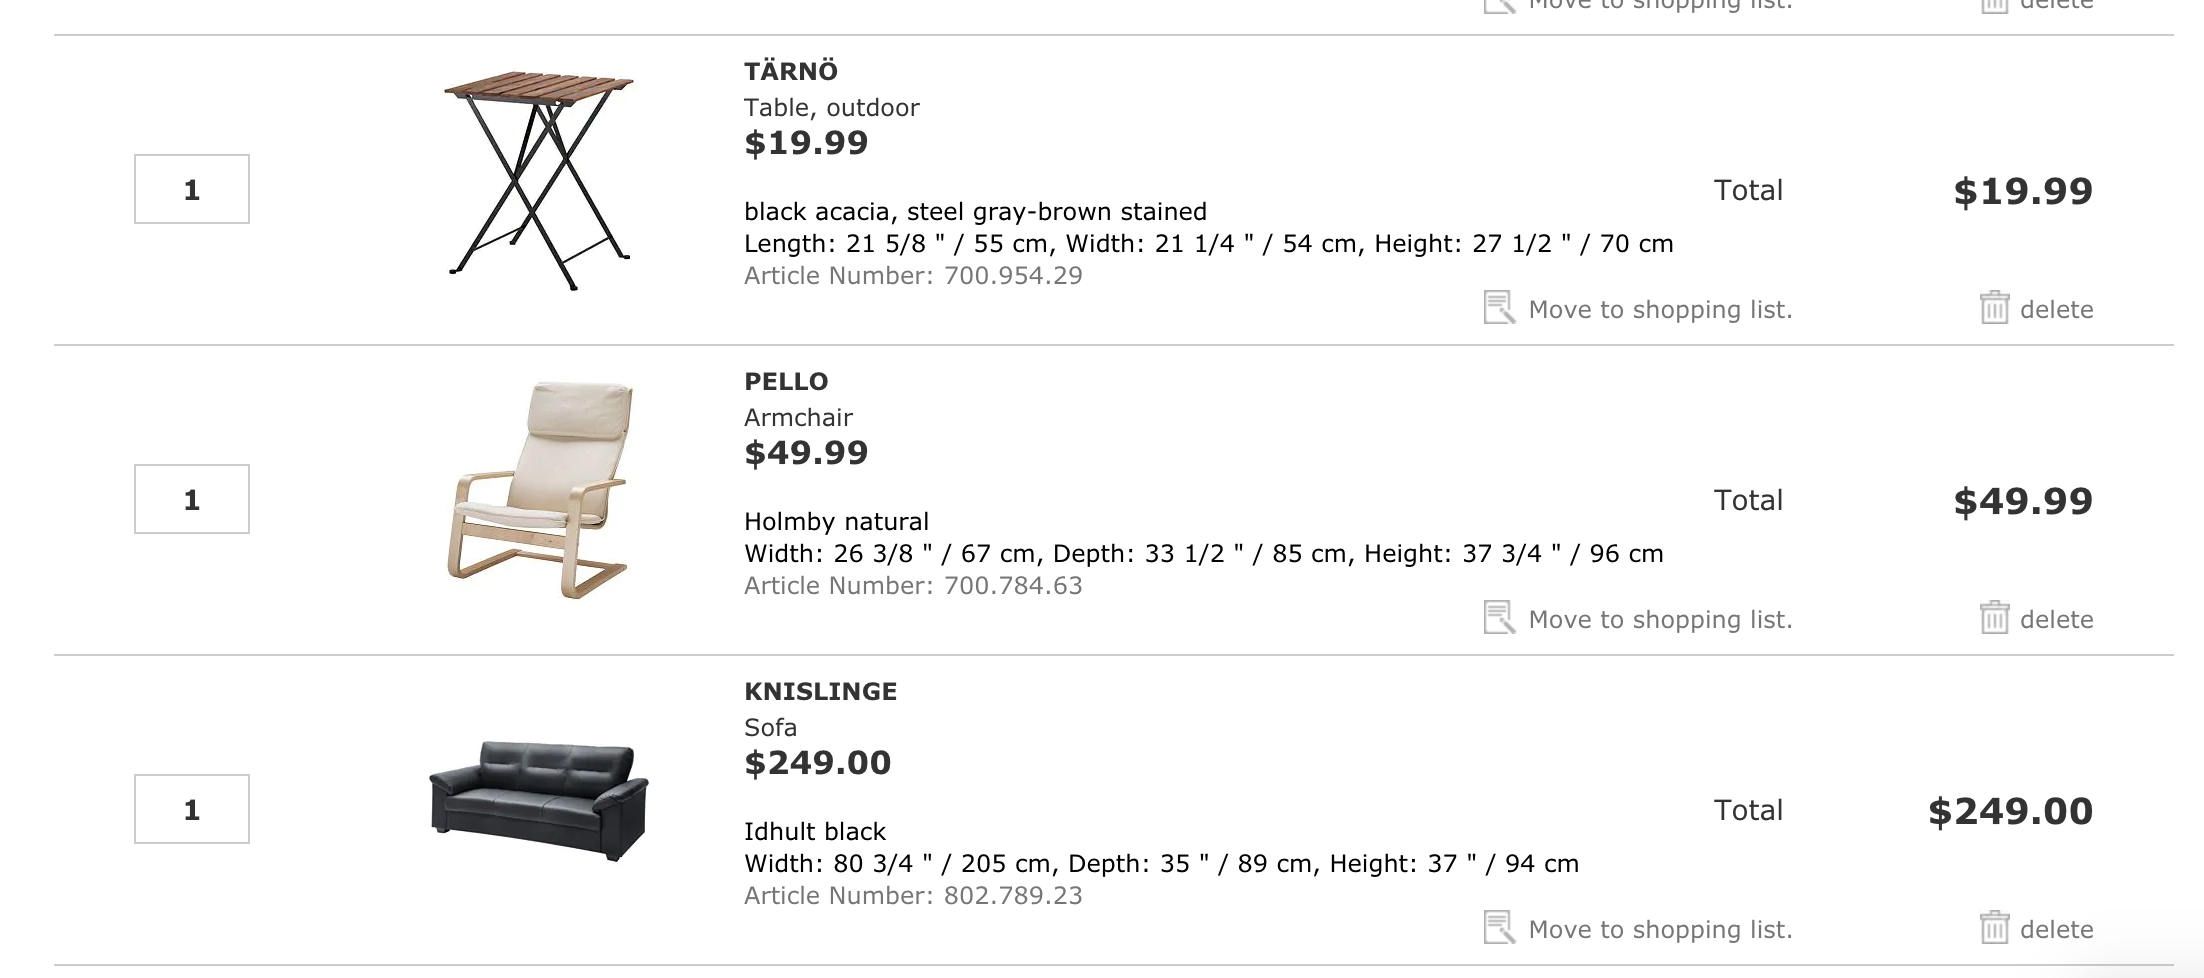 Move to shopping list. delete
TÄRNÖ
Table, outdoor
$19.99
1
Total $19.99
black acacia, steel gray-brown stained
Length: 21 5/8 " / 55 cm, Width: 21 1/4 " / 54 cm, Height: 27 1/2 " / 70 cm
Article Number: 700.954.29
Move to shopping list. delete
PELLO
Armchair
$49.99
1
Total $49.99
Holmby natural
Width: 26 3/8 " / 67 cm, Depth: 33 1/2 " / 85 cm, Height: 37 3/4 " / 96 cm
Article Number: 700.784.63
Move to shopping list. delete
KNISLINGE
Sofa
$249.00
1
Total $249.00
Idhult black
Width: 80 3/4 " / 205 cm, Depth: 35 " / 89 cm, Height: 37 " / 94 cm
Article Number: 802.789.23
Move to shopping list. delete